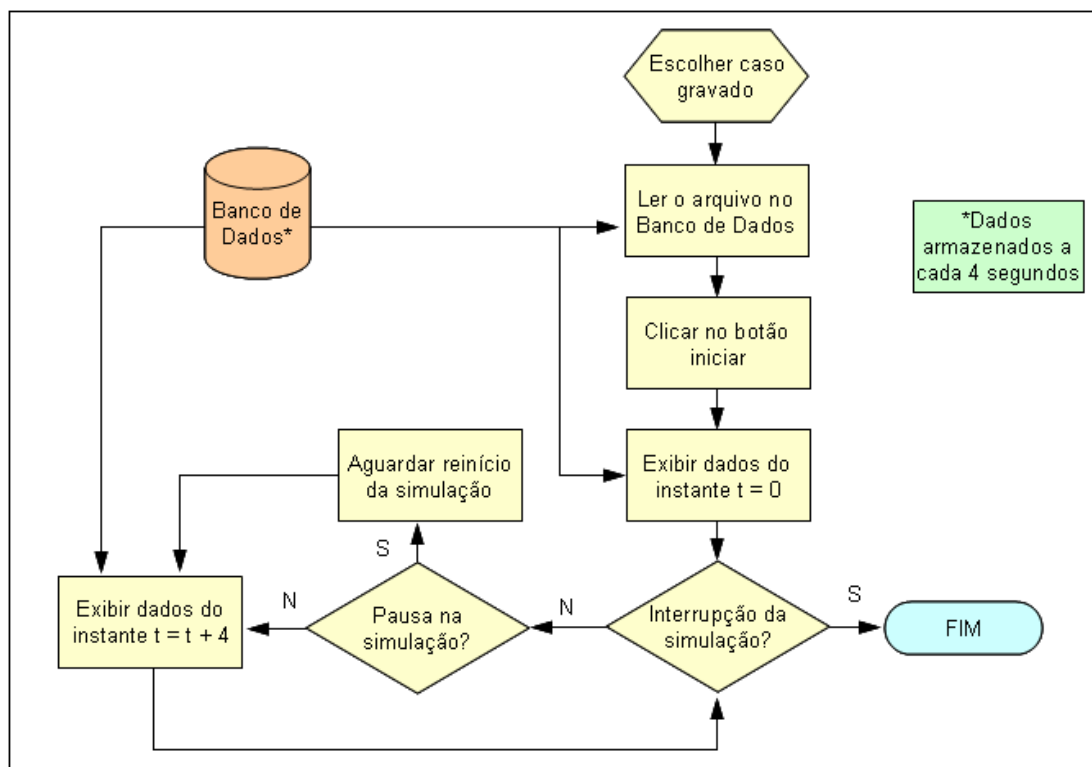 Escolher caso
gravado
Banco de
Dados*
Ler o arquivo no
Banco de Dados
*Dados
armazenados a
cada 4 segundos
Clicar no botão
iniciar
Aguardar reinício
da simulação
Exibir dados do
instante t = 0
S
Exibir dados do
instante t = t + 4
N
Pausa na
simulação?
N
Interrupção da
simulação?
S
FIM